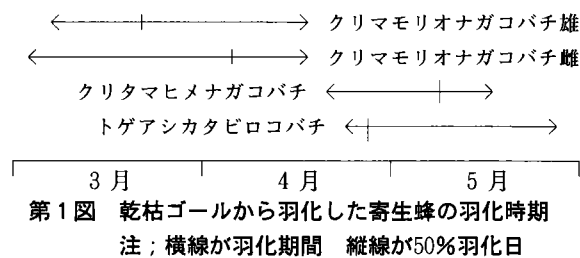 クリマモリオナガコバチ雄
クリマモリオナガコバチ雌
クリタマヒメナガコバチ
トゲアシカタビロコバチ
3月 4月 5月
第1図 乾枯ゴールから羽化した寄生蜂の羽化時期
注;横線が羽化期間 縦線が50%羽化日